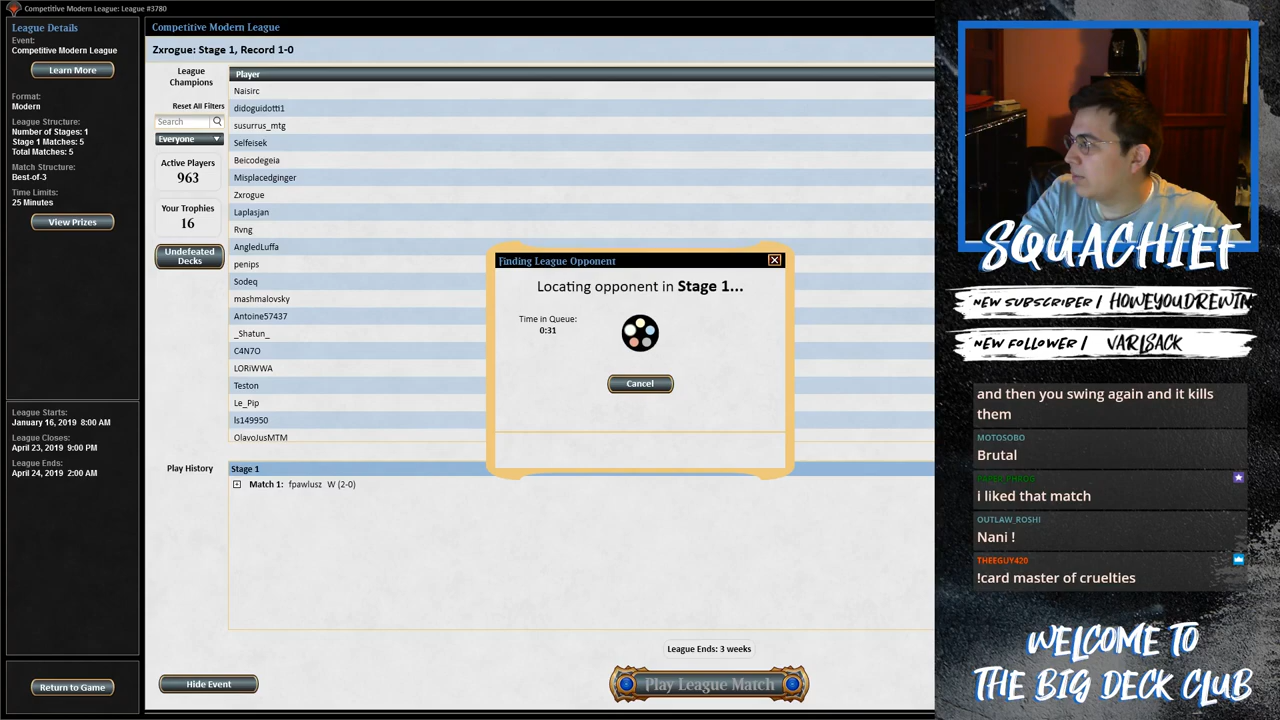 Competitive Modern League: League #3780
League Details
Event:
Competitive Modern League
Learn More
Format:
Modern
League Structure:
Number of Stages: 1
Stage 1 Matches: 5
Total Matches: 5
Match Structure:
Best-of-3
Time Limits:
25 Minutes
View Prizes
League Starts:
January 16, 2019 8:00 AM
League Closes:
April 23, 2019 9:00 PM
League Ends:
April 24, 2019 2:00 AM
Return to Game
Competitive Modern League
Zxrogue: Stage 1, Record 1-0
League
Champions
Reset All Filters
Search
Everyone
Active Players
963
Your Trophies
16
Undefeated
Decks
Player
Naisirc
didoguidotti1
susurrus_mtg
Selfeisek
Beicodegeia
Misplacedginger
Zxrogue
Laplasjan
Rvng
AngledLuffa
penips
Sodeq
mashmalovsky
Antoine57437
_Shatun_
C4N7O
LORiWWA
Teston
Le_Pip
ls149950
OlavoJusMTM
Play History
Stage 1
Match 1: fpawlusz W (2-0)
League Ends: 3 weeks
Hide Event
Play League Match
Finding League Opponent
Locating opponent in Stage 1...
Time in Queue:
0:31
Cancel
SQUACHIEF
NEW SUBSCRIBER / HOWEYOUDREWIN
NEW FOLLOWER / VARLSACK
and then you swing again and it kills
them
MOTOSOBO
Brutal
i liked that match
OUTLAW_ROSHI
Nani !
THEEGUY420
!card master of cruelties
WELCOME TO
THE BIG DECK CLUB